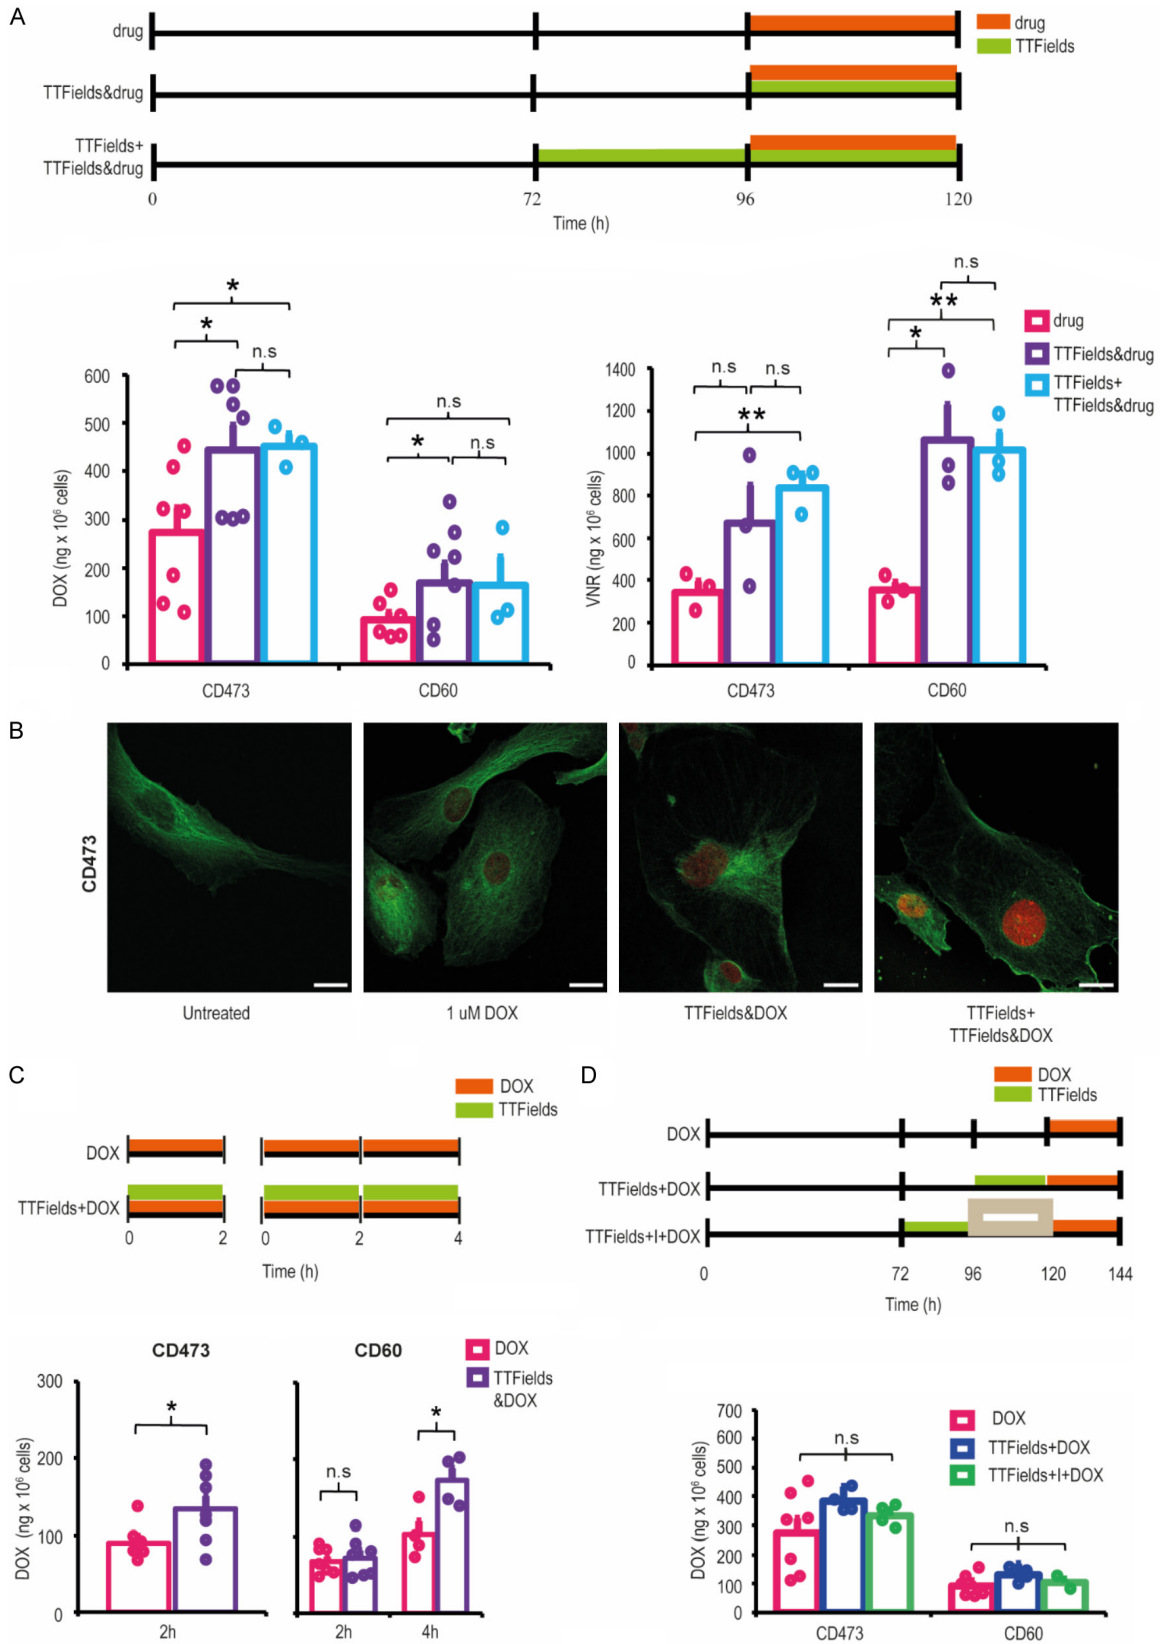 A
drug
drug
TTFields
TTFields&drug
TTFields+
TTFields&drug
0
72
96
120
Time (h)
*
*
n.s
n.s
*
n.s
600
500
400
300
200
100
0
DOX (ng x 10⁶ cells)
CD473
CD60
n.s
**
*
n.s
n.s
**
drug
TTFields&drug
TTFields+
TTFields&drug
1400
1200
1000
800
600
400
200
0
VNR (ng x 10⁶ cells)
CD473
CD60
B
CD473
Untreated
1 uM DOX
TTFields&DOX
TTFields+
TTFields&DOX
C
DOX
TTFields
DOX
TTFields+DOX
0
2
0
2
4
Time (h)
CD473
CD60
DOX
TTFields
&DOX
300
200
100
0
DOX (ng x 10⁶ cells)
*
n.s
*
2h
2h
4h
D
DOX
TTFields
DOX
TTFields+DOX
TTFields+I+DOX
0
72
96
120
144
Time (h)
700
600
500
400
300
200
100
0
DOX (ng x 10⁶ cells)
n.s
n.s
DOX
TTFields+DOX
TTFields+I+DOX
CD473
CD60